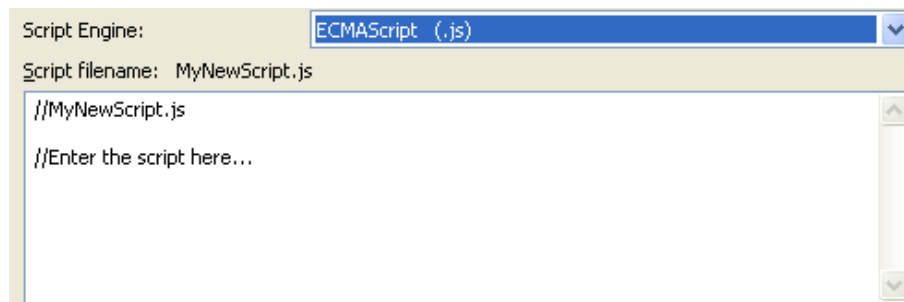 Script Engine: ECMAScript (.js)
Script filename: MyNewScript.js
//MyNewScript.js
//Enter the script here...